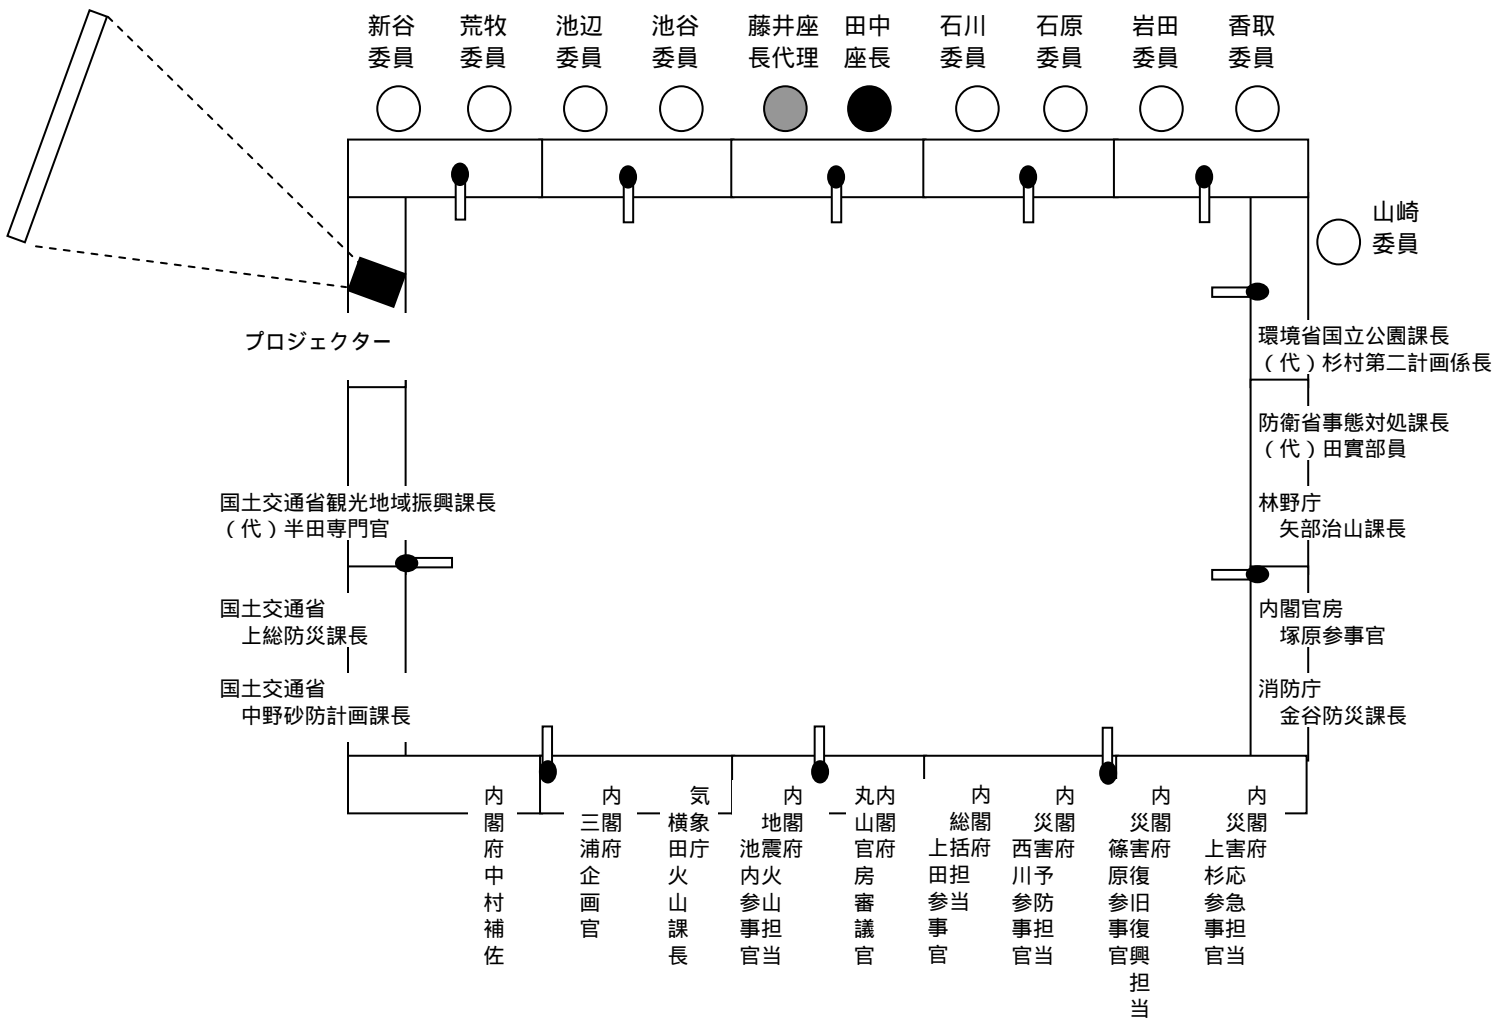 新谷
委員
荒牧
委員
池辺
委員
池谷
委員
藤井座
長代理
田中
座長
石川
委員
石原
委員
岩田
委員
香取
委員
山崎
委員
プロジェクター
環境省国立公園課長
（代）杉村第二計画係長
防衛省事態対処課長
（代）田實部員
林野庁
矢部治山課長
内閣官房
塚原参事官
消防庁
金谷防災課長
国土交通省観光地域振興課長
（代）半田専門官
国土交通省
上総防災課長
国土交通省
中野砂防計画課長
内閣府中村補佐
内閣府
三浦企画官
気象庁
横田火山課長
内閣府
地震火山担当
池内参事官
内閣府
丸山官房審議官
内閣府
総括担当
上田参事官
内閣府
災害予防担当
西川参事官
内閣府
災害復旧復興担当
篠原参事官
内閣府
災害応急担当
上杉参事官